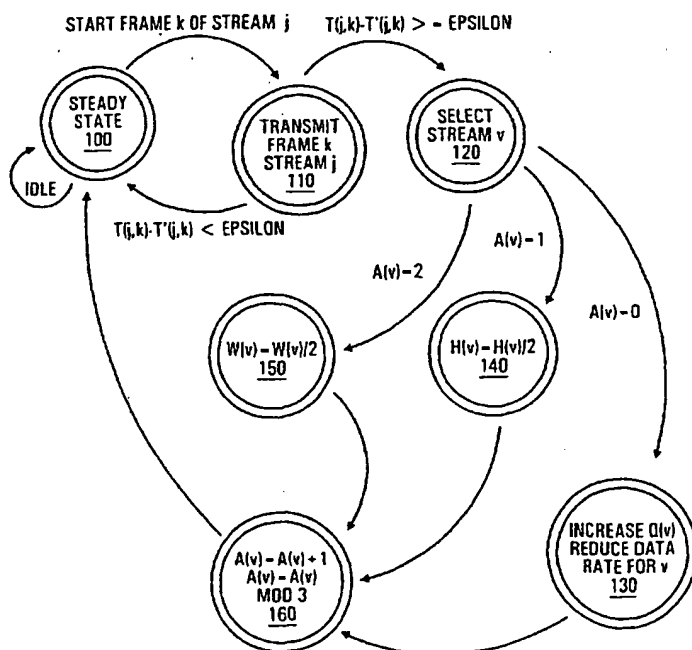 START FRAME k OF STREAM j
T(j,k)-T'(j,k) > - EPSILON
STEADY
STATE
100
TRANSMIT
FRAME k
STREAM j
110
SELECT
STREAM v
120
IDLE
T(j,k)-T'(j,k) < EPSILON
A(v)-2
A(v)-1
A(v)-0
W(v)-W(v)/2
150
H(v)-H(v)/2
140
A(v)-A(v)+1
A(v)-A(v)
MOD 3
160
INCREASE Q(v)
REDUCE DATA
RATE FOR v
130